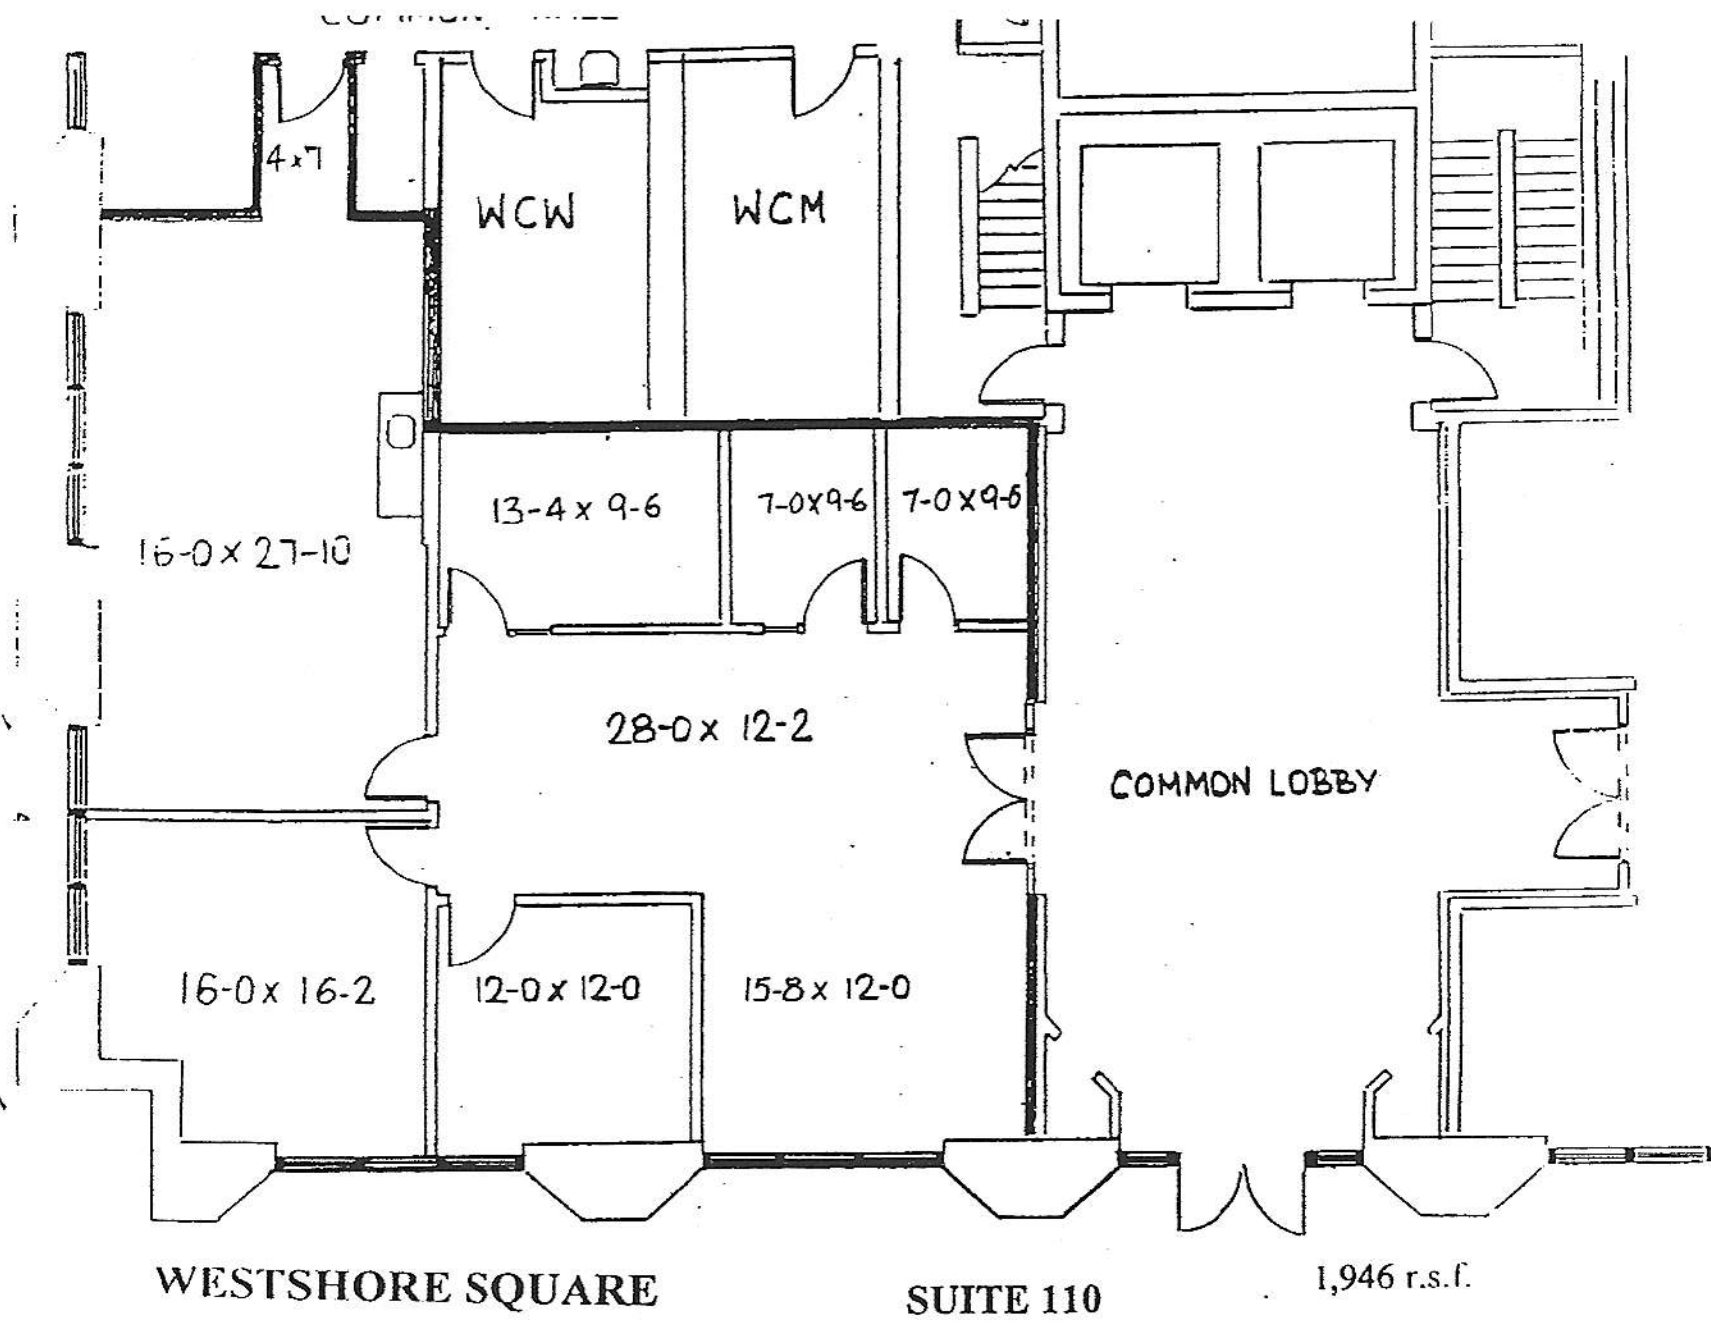 COMMON HALL
4x7
WCW
WCM
13-4 x 9-6
7-0x9-6
7-0x9-6
16-0 x 27-10
28-0 x 12-2
COMMON LOBBY
16-0 x 16-2
12-0 x 12-0
15-8 x 12-0
WESTSHORE SQUARE
SUITE 110
1,946 r.s.f.